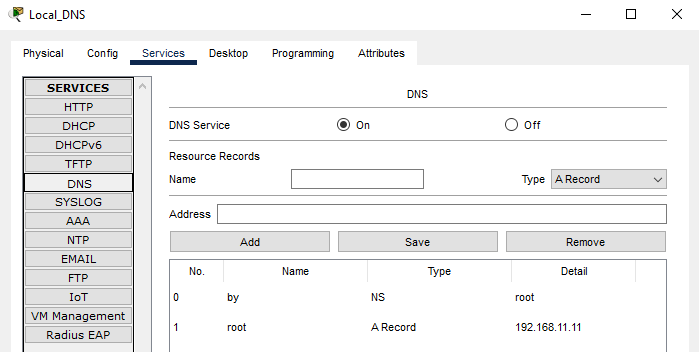 Local_DNS
Physical Config Services Desktop Programming Attributes
SERVICES
HTTP
DHCP
DHCPv6
TFTP
DNS
SYSLOG
AAA
NTP
EMAIL
FTP
IoT
VM Management
Radius EAP
DNS
DNS Service On Off
Resource Records
Name Type A Record
Address
Add Save Remove
No. Name Type Detail
0 by NS root
1 root A Record 192.168.11.11